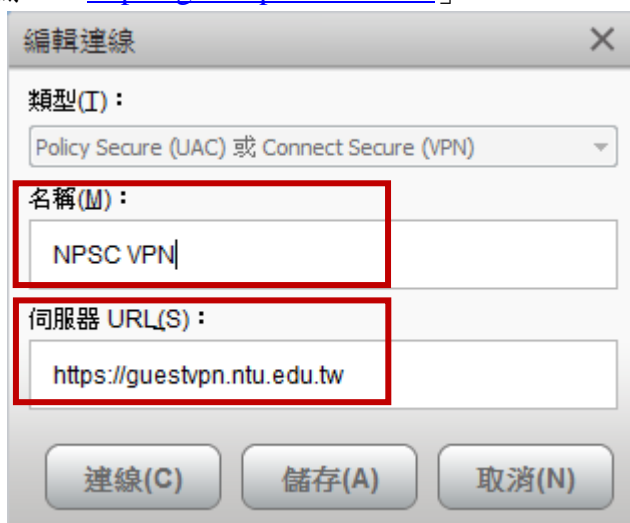 編輯連線
類型(T)：
Policy Secure (UAC) 或 Connect Secure (VPN)
名稱(M)：
NPSC VPN
伺服器 URL(S)：
https://guestvpn.ntu.edu.tw
連線(C) 儲存(A) 取消(N)